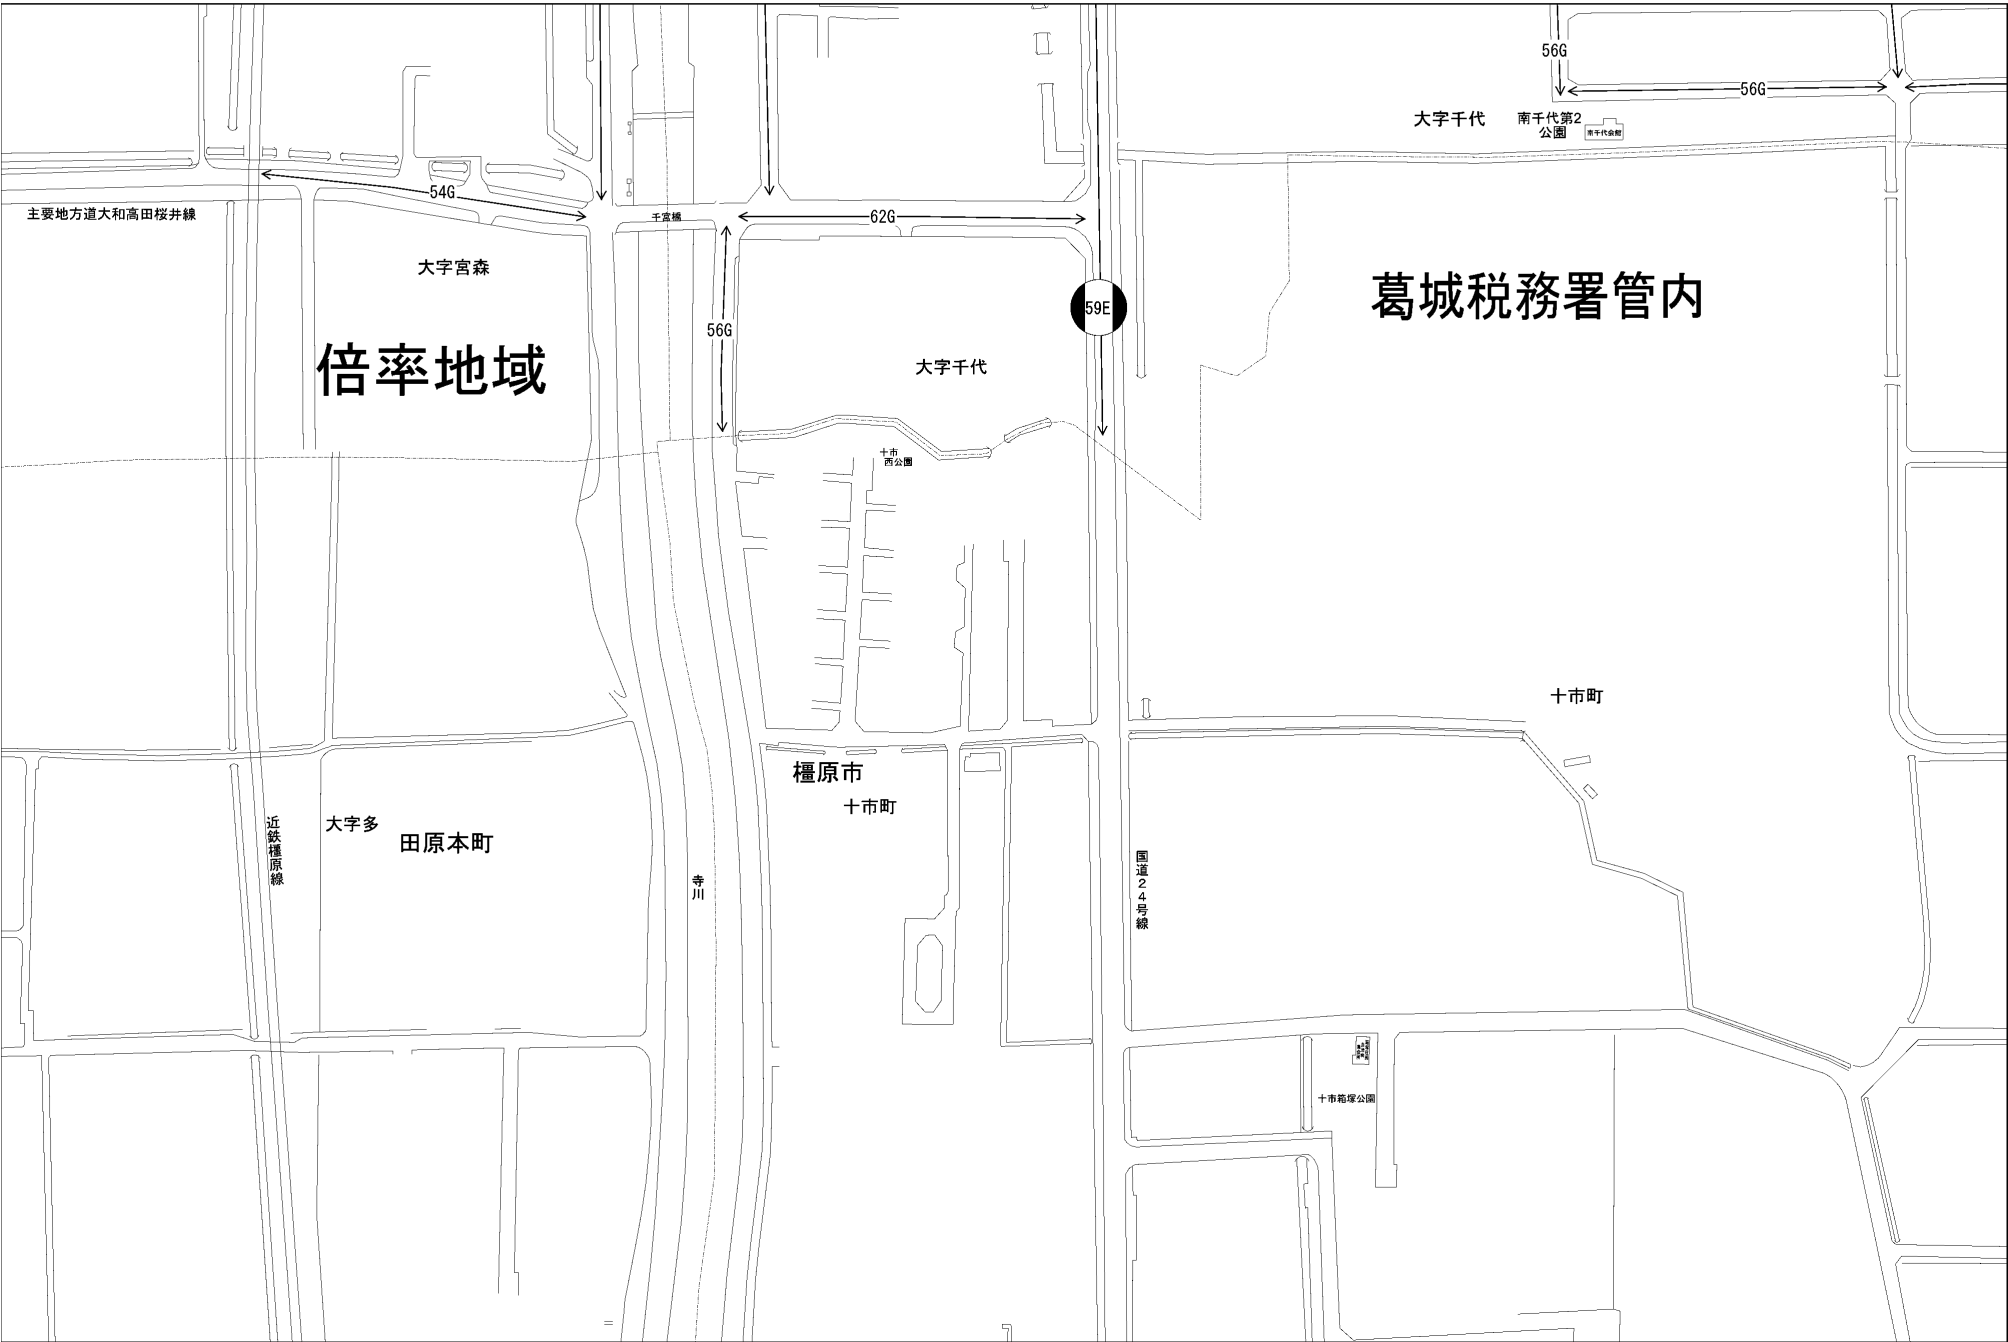 56G
56G
大字千代
南千代第2
公園
南千代会館
54G
主要地方道大和高田桜井線
千宮橋
62G
大字宮森
葛城税務署管内
59E
56G
倍率地域
大字千代
十市
西公園
十市町
橿原市
十市町
大字多
田原本町
近鉄橿原線
寺川
国道24号線
十市箱塚公園